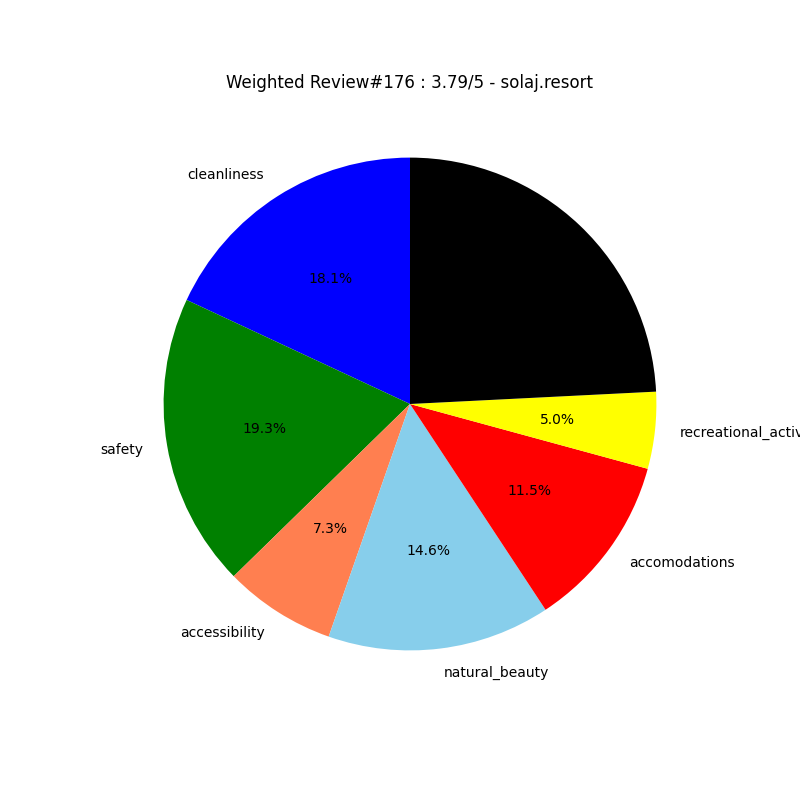 Weighted Review#176 : 3.79/5 - solaj.resort
cleanliness
18.1%
safety
19.3%
accessibility
7.3%
natural_beauty
14.6%
accomodations
11.5%
recreational_activ
5.0%